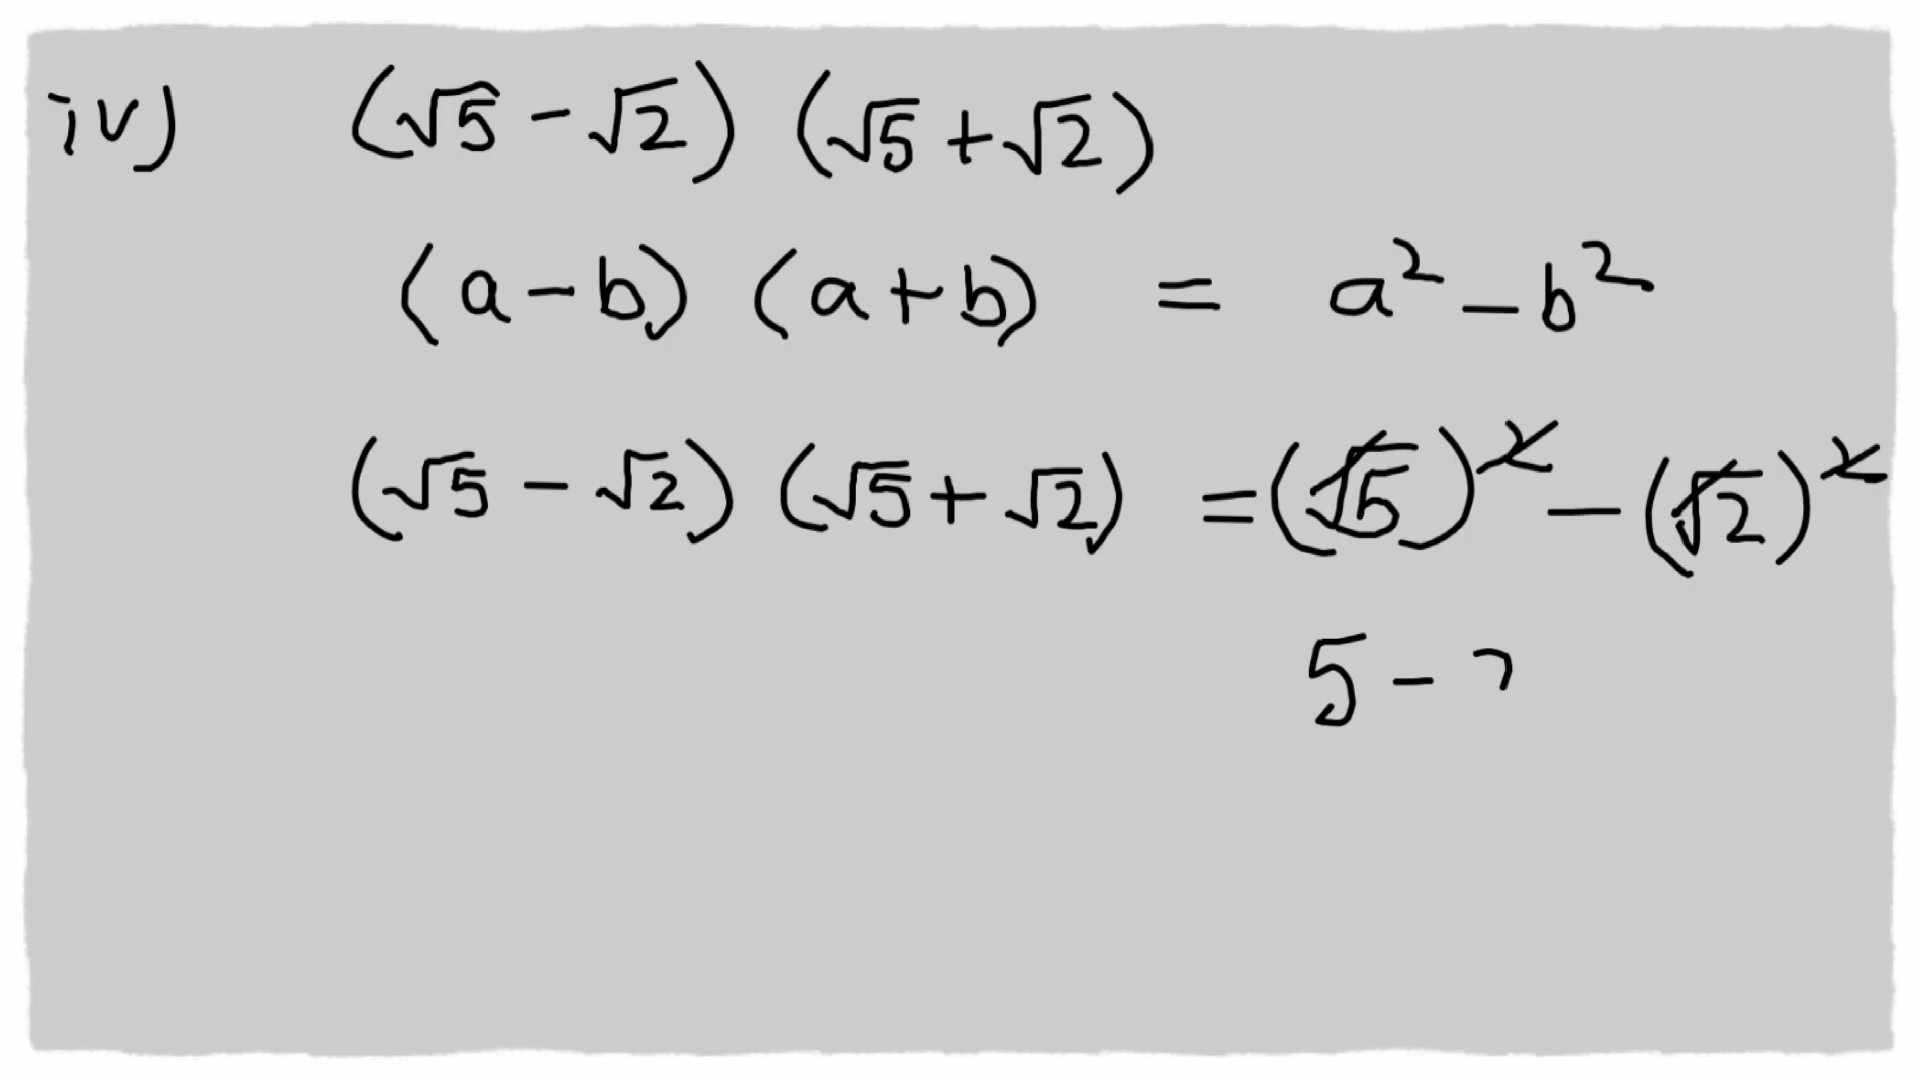 iv) (√5 - √2) (√5 + √2)
(a - b) (a + b) = a² - b²
(√5 - √2) (√5 + √2) = (√5)² - (√2)²
5 -